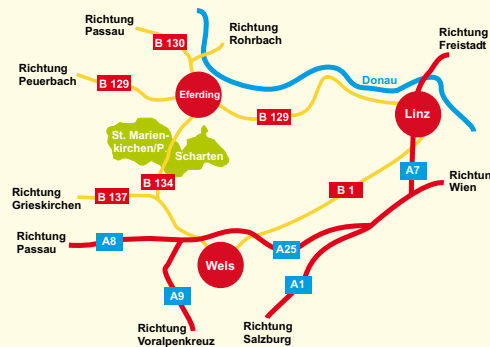 Richtung
Passau
B 130
Richtung
Rohrbach
Richtung
Freistadt
Richtung
Peuerbach
B 129
Eferding
Donau
B 129
Linz
St. Marien-
kirchen/P.
Scharten
A7
Richtung
Wien
B 134
B 1
Richtung
Grieskirchen
B 137
Richtung
Passau
A8
A25
Wels
A1
A9
Richtung
Voralpenkreuz
Richtung
Salzburg